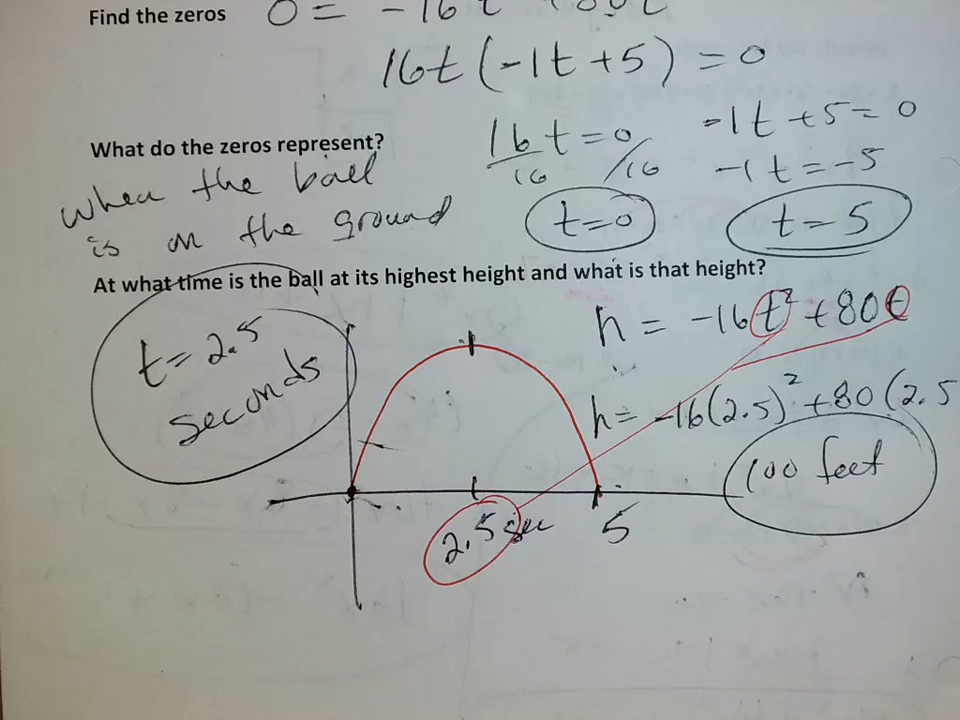 Find the zeros 0 = -16t +80t
16t(-1t+5) = 0
What do the zeros represent?
16t=0 -1t+5=0
16 /16 -1t=-5
when the ball
is on the ground
t=0 t=5
At what time is the ball at its highest height and what is that height?
h = -16t²+80t
t=2.5
seconds
h= -16(2.5)²+80(2.5
100 feet
2.5 sec 5